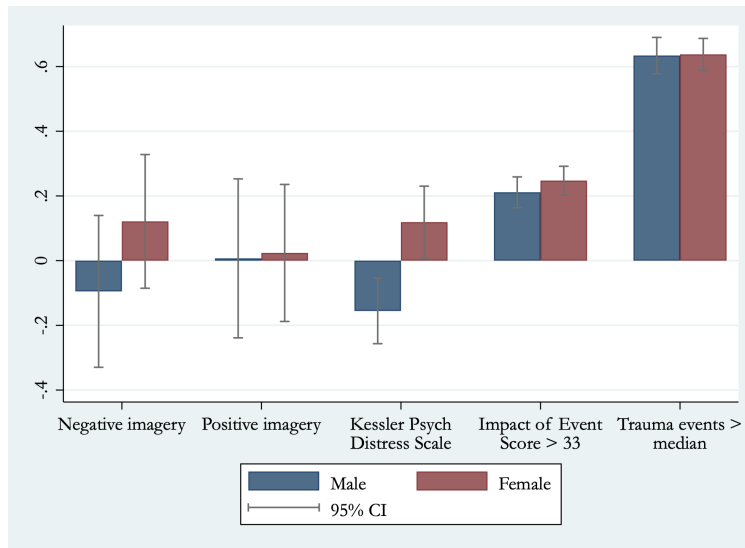 .6
.4
.2
0
-.2
-.4
Negative imagery
Positive imagery
Kessler Psych
Distress Scale
Impact of Event
Score > 33
Trauma events >
median
Male
Female
95% CI